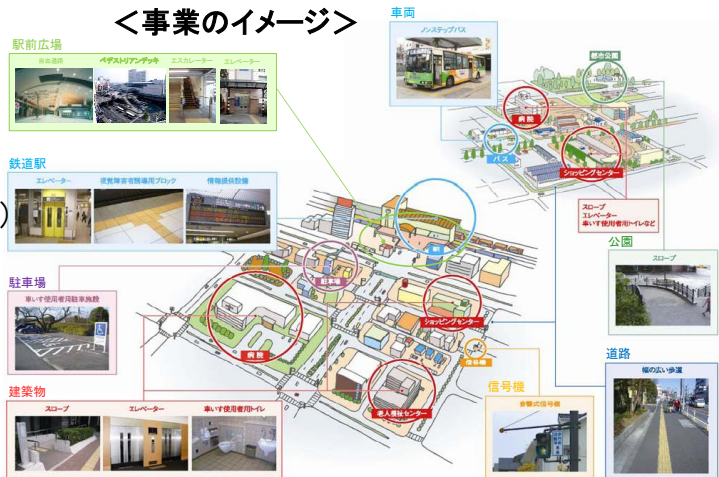 ＜事業のイメージ＞
車両
ノンステップバス
駅前広場
自由通路
ペデストリアンデッキ
エスカレーター
エレベーター
都市公園
病院
バス
ショッピングセンター
鉄道駅
エレベーター
視覚障害者誘導用ブロック
情報提供設備
)
スロープ
エレベーター
車いす使用者用トイレなど
駅
公園
スロープ
駐車場
車いす使用者用駐車施設
駐車場
病院
ショッピングセンター
信号機
道路
幅の広い歩道
信号機
音響式信号機
建築物
スロープ
エレベーター
車いす使用者用トイレ
老人福祉センター